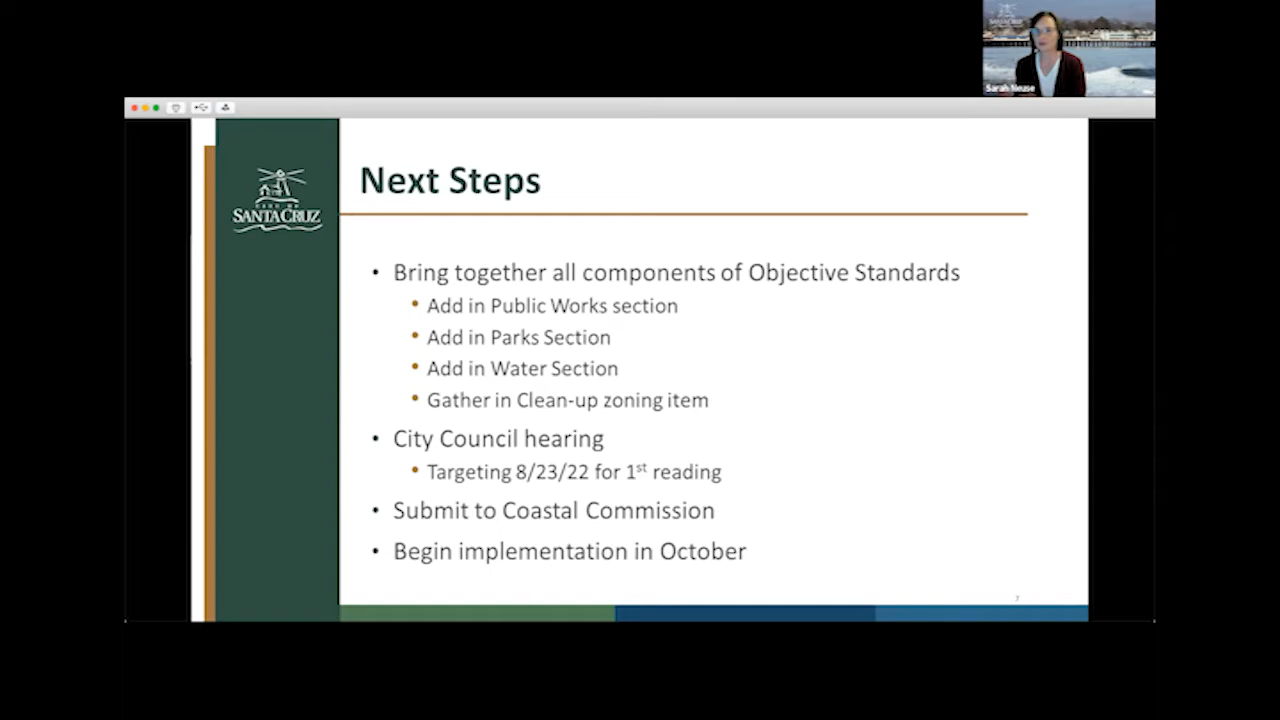 Sarah Neuse
Next Steps
CITY OF
SANTA CRUZ
• Bring together all components of Objective Standards
• Add in Public Works section
• Add in Parks Section
• Add in Water Section
• Gather in Clean-up zoning item
• City Council hearing
• Targeting 8/23/22 for 1st reading
• Submit to Coastal Commission
• Begin implementation in October
7